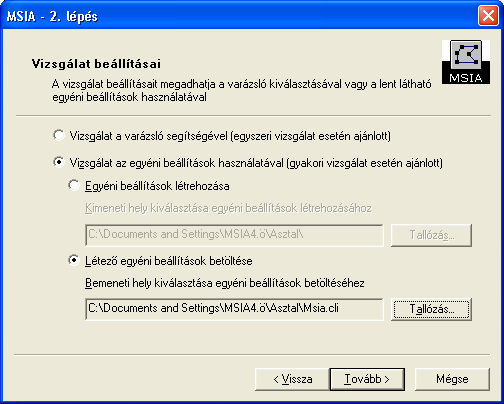 MSIA - 2. lépés
Vizsgálat beállításai
A vizsgálat beállításait megadhatja a varázsló kiválasztásával vagy a lent látható
egyéni beállítások használatával
MSIA
Vizsgálat a varázsló segítségével (egyszeri vizsgálat esetén ajánlott)
Vizsgálat az egyéni beállítások használatával (gyakori vizsgálat esetén ajánlott)
Egyéni beállítások létrehozása
Kimeneti hely kiválasztása egyéni beállítások létrehozásához
C:\Documents and Settings\MSIA4.ö\Asztal\
Tallózás...
Létező egyéni beállítások betöltése
Bemeneti hely kiválasztása egyéni beállítások betöltéséhez
C:\Documents and Settings\MSIA4.ö\Asztal\Msia.cli
Tallózás...
< Vissza
Tovább >
Mégse